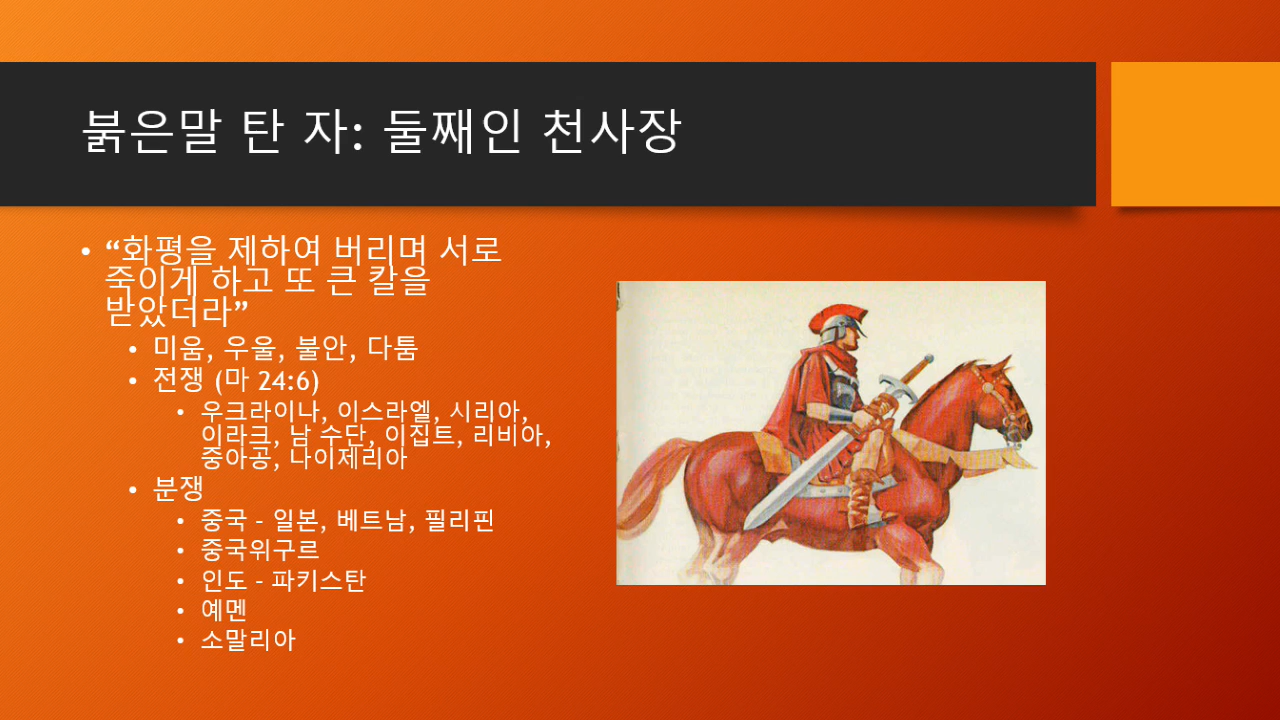 붉은말 탄 자: 둘째인 천사장
• “화평을 제하여 버리며 서로
죽이게 하고 또 큰 칼을
받았더라”
• 미움, 우울, 불안, 다툼
• 전쟁 (마 24:6)
• 우크라이나, 이스라엘, 시리아,
이라크, 남 수단, 이집트, 리비아,
중아공, 나이제리아
• 분쟁
• 중국 - 일본, 베트남, 필리핀
• 중국위구르
• 인도 - 파키스탄
• 예멘
• 소말리아